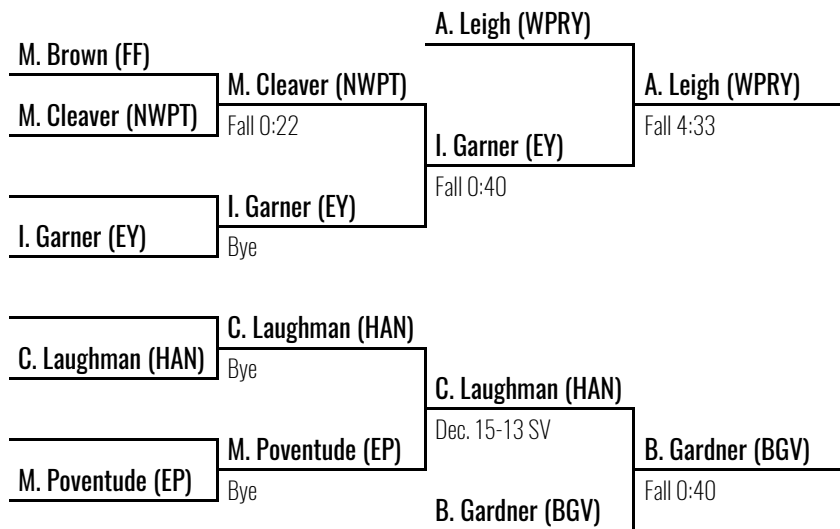 A. Leigh (WPRY)
M. Brown (FF)
M. Cleaver (NWPT)
A. Leigh (WPRY)
M. Cleaver (NWPT)
Fall 0:22
Fall 4:33
I. Garner (EY)
Fall 0:40
I. Garner (EY)
I. Garner (EY)
Bye
C. Laughman (HAN)
C. Laughman (HAN)
Bye
C. Laughman (HAN)
Dec. 15-13 SV
M. Poventude (EP)
B. Gardner (BGV)
M. Poventude (EP)
Bye
Fall 0:40
B. Gardner (BGV)